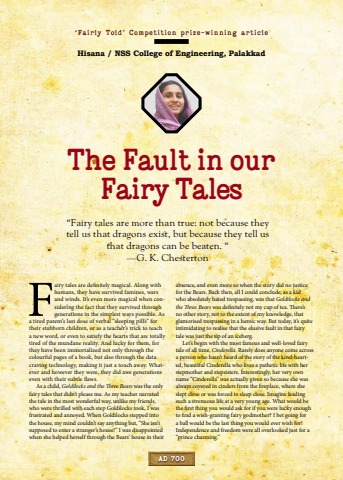 'Fairly Told' Competition prize-winning article
Hisana / NSS College of Engineering, Palakkad
The Fault in our
Fairy Tales
"Fairy tales are more than true: not because they
tell us that dragons exist, but because they tell us
that dragons can be beaten. "
—G. K. Chesterton
Fairy tales are definitely magical. Along with
humans, they have survived famines, wars
and winds. It's even more magical when con-
sidering the fact that they survived through
generations in the simplest ways possible. As
a tired parent's last dose of verbal "sleeping pills" for
their stubborn children, or as a teacher's trick to teach
a new word, or even to satisfy the hearts that are totally
tired of the mundane reality. And lucky for them, for
they have been immortalized not only through the
colourful pages of a book, but also through the data
craving technology, making it just a touch away. What-
ever and however they were, they did awe generations
even with their subtle flaws.
As a child, Goldilocks and the Three Bears was the only
fairy tales that didn't please me. As my teacher narrated
the tale in the most wonderful way, unlike my friends,
who were thrilled with each step Goldilocks took, I was
frustrated and annoyed. When Goldilocks stepped into
the house, my mind couldn't say anything but, "She isn't
supposed to enter a stranger's house!" I was disappointed
when she helped herself through the Bears' house in their
absence, and even more so when the story did no justice
for the Bears. Back then, all I could conclude, as a kid
who absolutely hated trespassing, was that Goldilocks and
the Three Bears was definitely not my cup of tea. There's
no other story, not to the extent of my knowledge, that
glamorised trespassing in a heroic way. But today, it's quite
intimidating to realise that the elusive fault in that fairy
tale was just the tip of an Iceberg.
Let's begin with the most famous and well-loved fairy
tale of all time, Cinderella. Rarely does anyone come across
a person who hasn't heard of the story of the kind-heart-
ed, beautiful Cinderella who lives a pathetic life with her
stepmother and stepsisters. Interestingly, her very own
name "Cinderella" was actually given so because she was
always covered in cinders from the fireplace, where she
slept close or was forced to sleep close. Imagine leading
such a strenuous life at a very young age. What would be
the first thing you would ask for if you were lucky enough
to find a wish-granting fairy godmother? I bet going for
a ball would be the last thing you would ever wish for!
Independence and freedom were all overlooked just for a
"prince charming."
AD 700